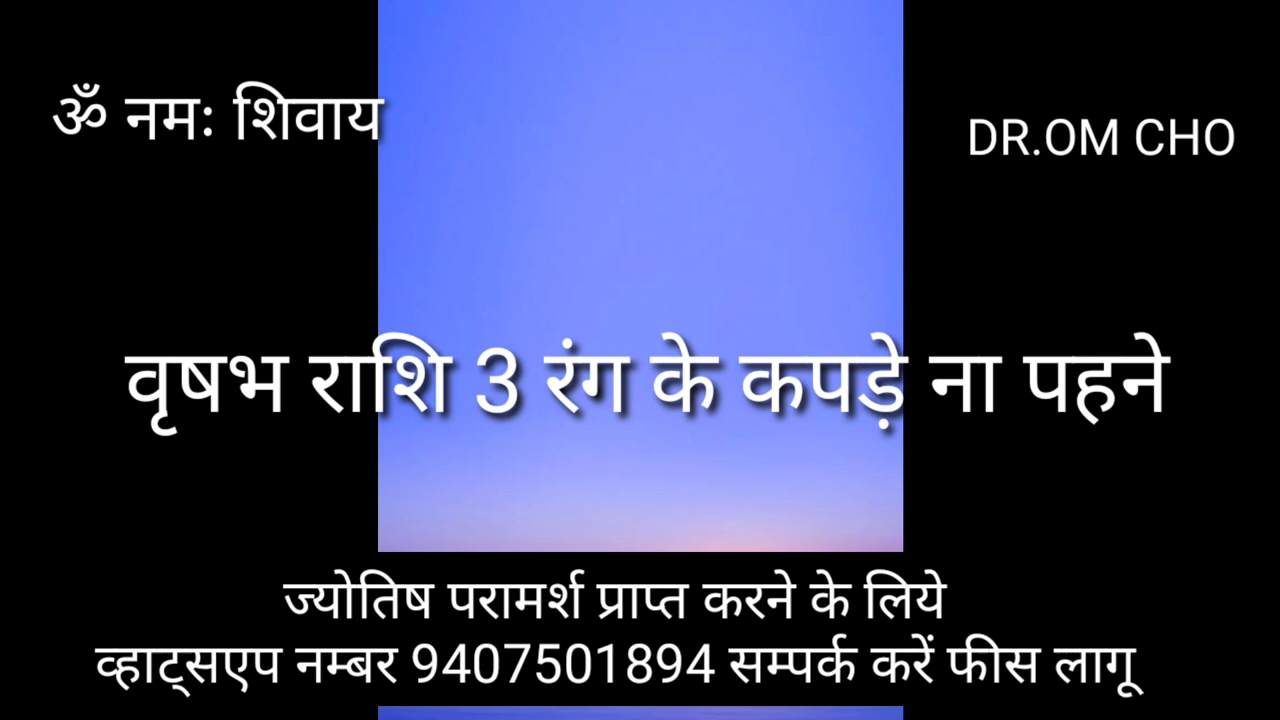 ॐ नमः शिवाय
DR.OM CHO
वृषभ राशि 3 रंग के कपड़े ना पहने
ज्योतिष परामर्श प्राप्त करने के लिये
व्हाट्सएप नम्बर 9407501894 सम्पर्क करें फीस लागू